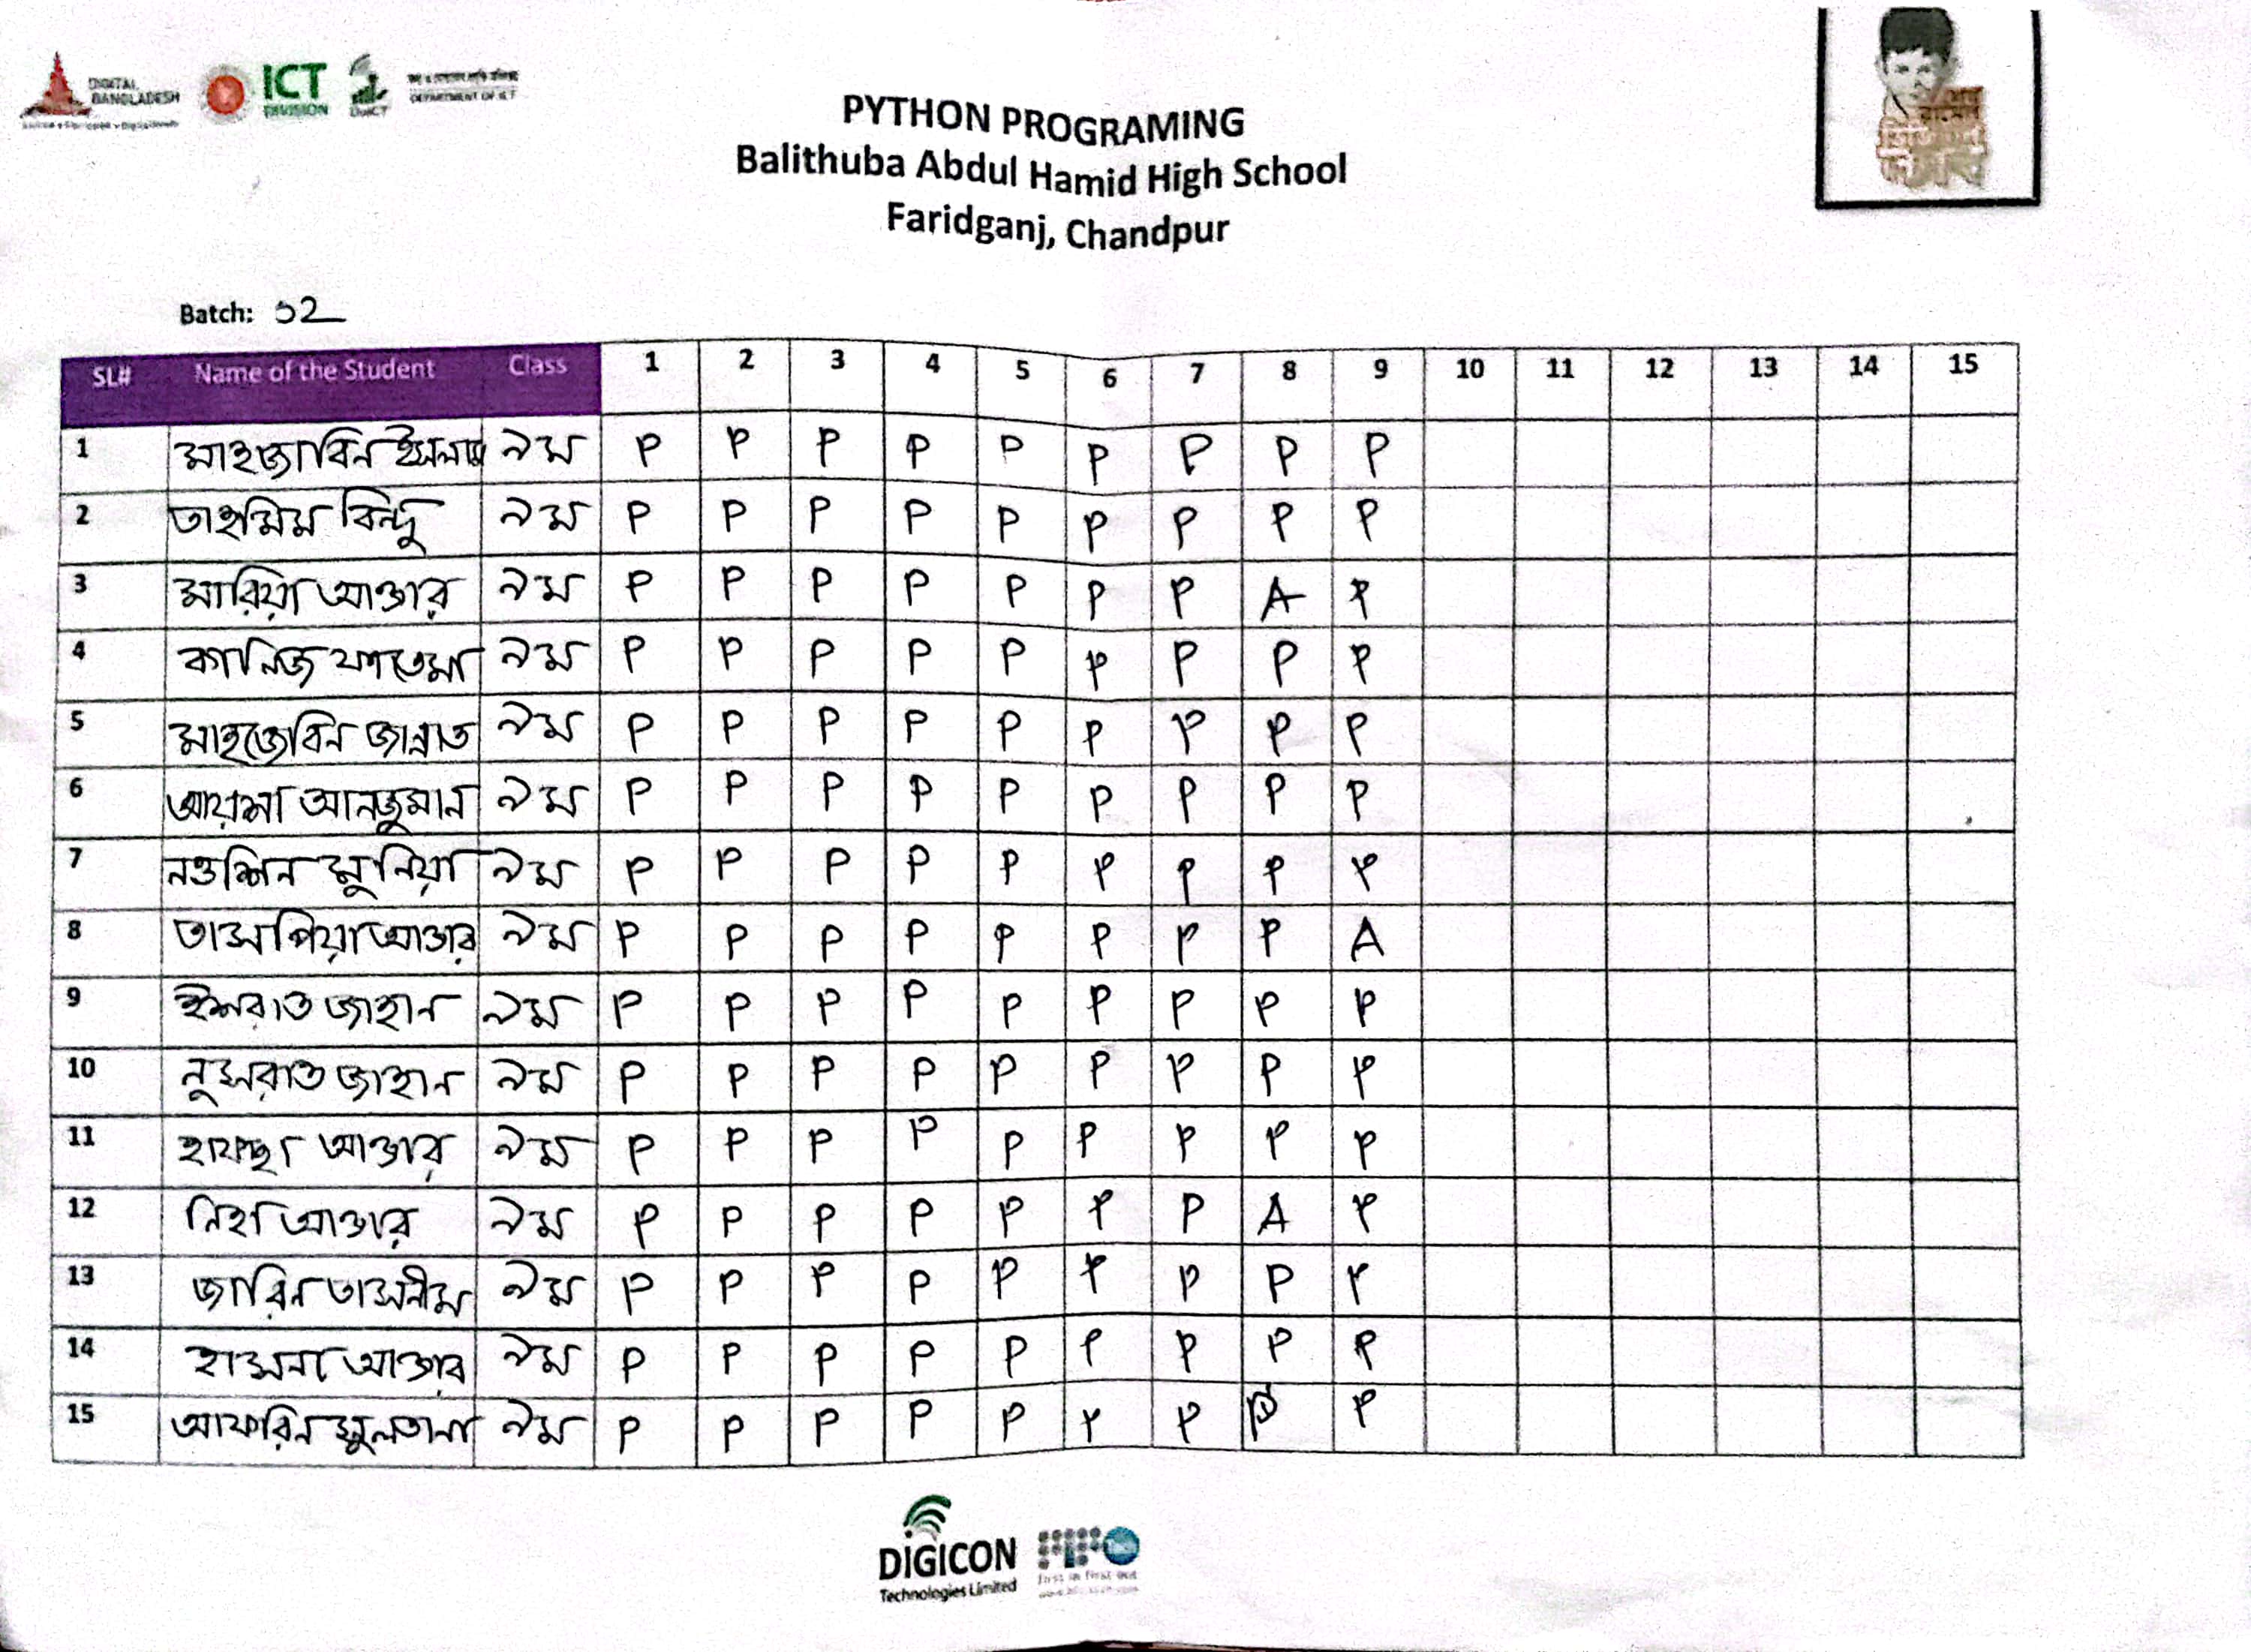 DIGITAL
BANGLADESH
ICT
DIVISION
DoICT
DEPARTMENT OF ICT
PYTHON PROGRAMING
Balithuba Abdul Hamid High School
Faridganj, Chandpur
Batch: ১২
SL# Name of the Student Class 1 2 3 4 5 6 7 8 9 10 11 12 13 14 15
1 মাহজাবিন ইসলাম ৯ম P P P P P P P P P
2 তাহমিম বিন্দু ৯ম P P P P P P P P P
3 মারিয়া আক্তার ৯ম P P P P P P P A P
4 কানিজ ফাতেমা ৯ম P P P P P P P P P
5 মাহজেবিন জান্নাত ৯ম P P P P P P P P P
6 আয়শা আনজুমান ৯ম P P P P P P P P P
7 নওশিন মুনিয়া ৯ম P P P P P P P P P
8 তাসপিয়া আক্তার ৯ম P P P P P P P P A
9 ইশরাত জাহান ৯ম P P P P P P P P P
10 নুসরাত জাহান ৯ম P P P P P P P P P
11 হাফছা আক্তার ৯ম P P P P P P P P P
12 নিহা আক্তার ৯ম P P P P P P P A P
13 জারিন তাসনীম ৯ম P P P P P P P P P
14 হাসনা আক্তার ৯ম P P P P P P P P P
15 আফরিন সুলতানা ৯ম P P P P P P P P P
DIGICON
Technologies Limited
first in first out